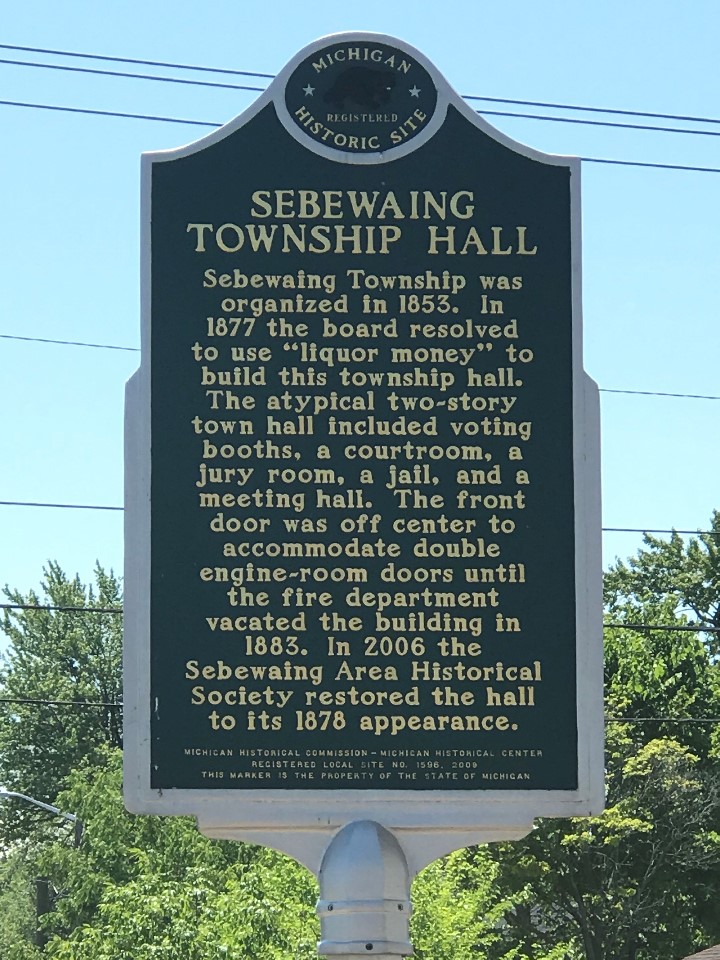 MICHIGAN
REGISTERED
HISTORIC SITE
SEBEWAING
TOWNSHIP HALL
Sebewaing Township was
organized in 1853. In
1877 the board resolved
to use “liquor money” to
build this township hall.
The atypical two-story
town hall included voting
booths, a courtroom, a
jury room, a jail, and a
meeting hall. The front
door was off center to
accommodate double
engine-room doors until
the fire department
vacated the building in
1883. In 2006 the
Sebewaing Area Historical
Society restored the hall
to its 1878 appearance.
MICHIGAN HISTORICAL COMMISSION – MICHIGAN HISTORICAL CENTER
REGISTERED LOCAL SITE NO. 1596, 2009
THIS MARKER IS THE PROPERTY OF THE STATE OF MICHIGAN